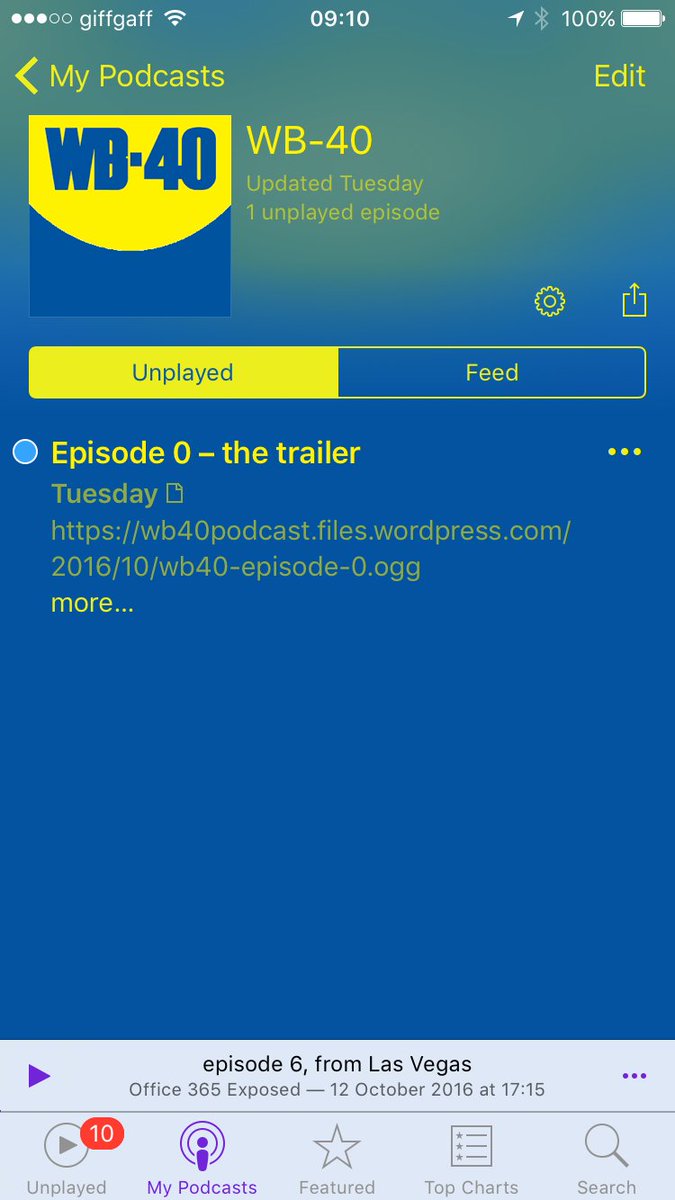 giffgaff 09:10 100%
My Podcasts Edit
WB-40
WB-40
Updated Tuesday
1 unplayed episode
Unplayed Feed
Episode 0 – the trailer
Tuesday
https://wb40podcast.files.wordpress.com/
2016/10/wb40-episode-0.ogg
more...
episode 6, from Las Vegas
Office 365 Exposed — 12 October 2016 at 17:15
10
Unplayed My Podcasts Featured Top Charts Search